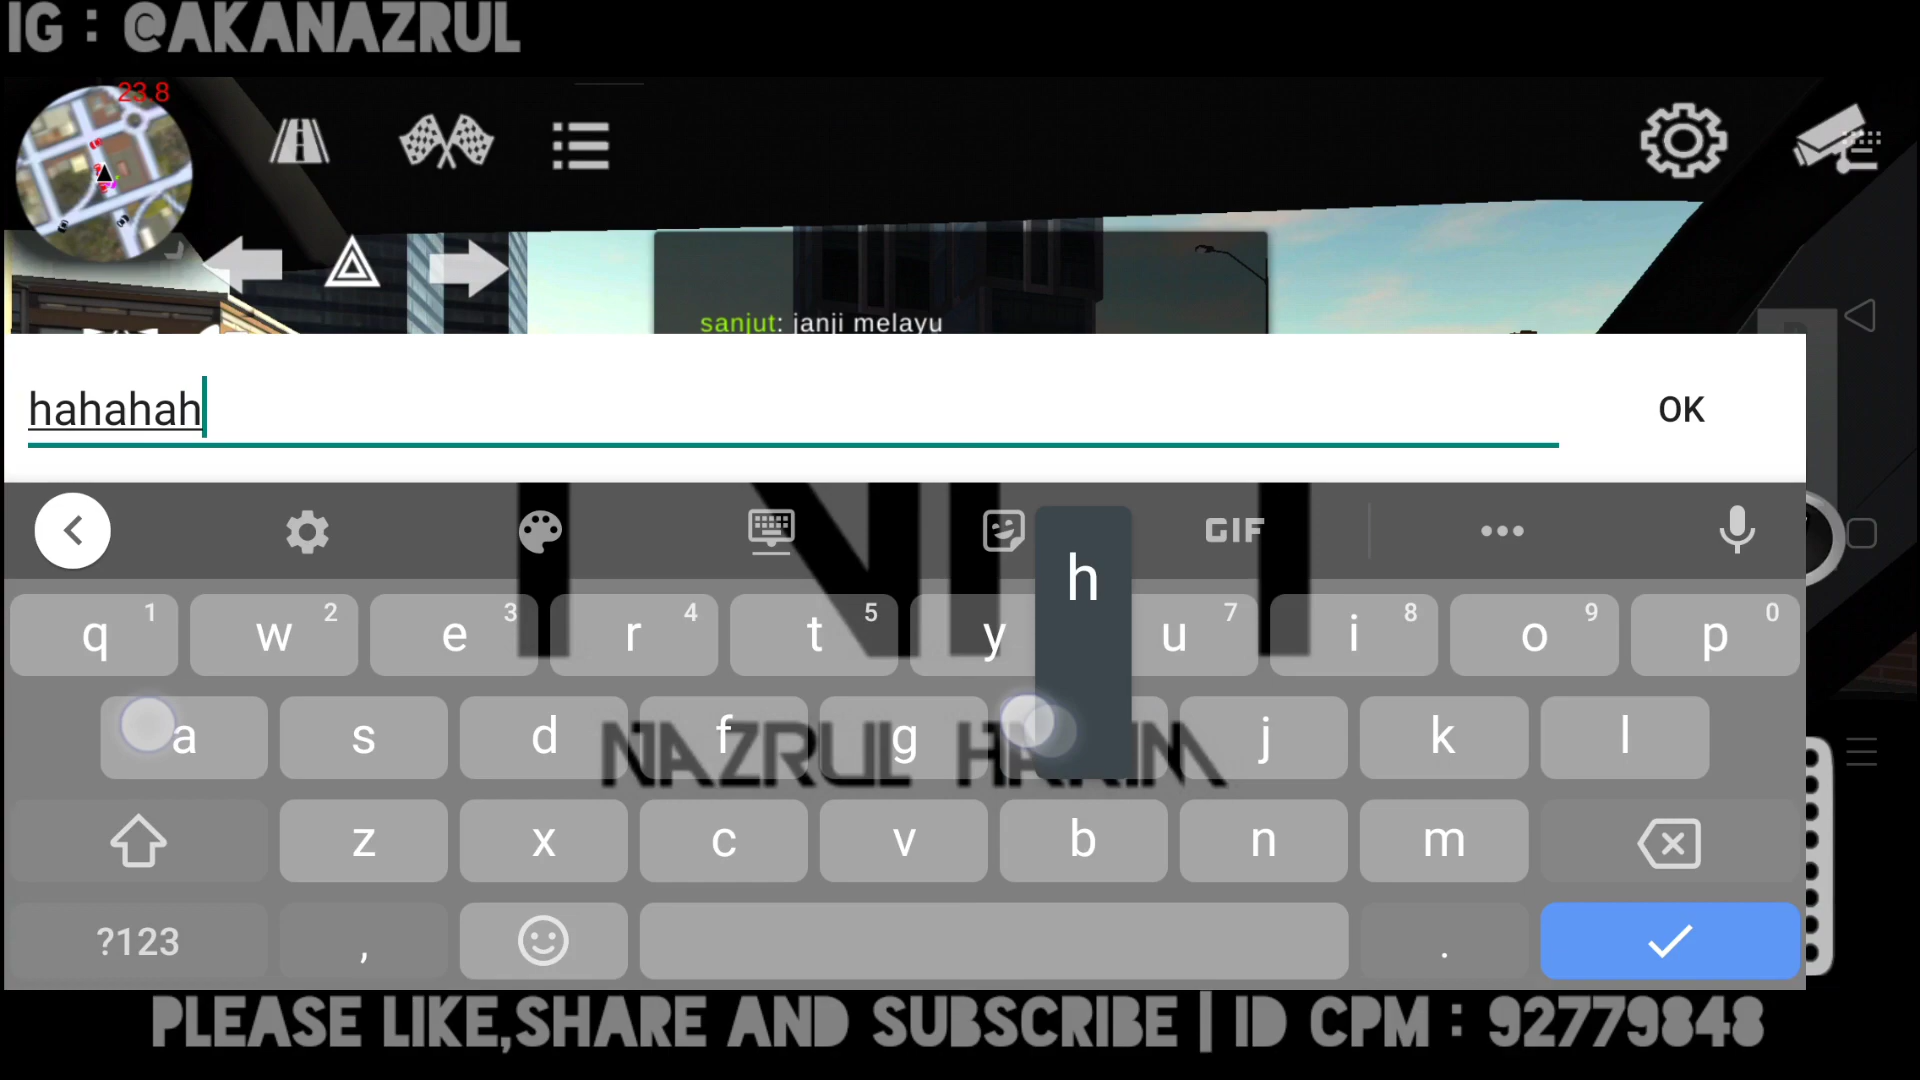 IG : @AKANAZRUL
23.8
sanjut: janji melayu
hahahah
OK
GIF
h
q 1 w 2 e 3 r 4 t 5 y u 7 i 8 o 9 p 0
a s d f g j k l
NAZRUL HAKIM
z x c v b n m
?123 , .
PLEASE LIKE,SHARE AND SUBSCRIBE | ID CPM : 92779848